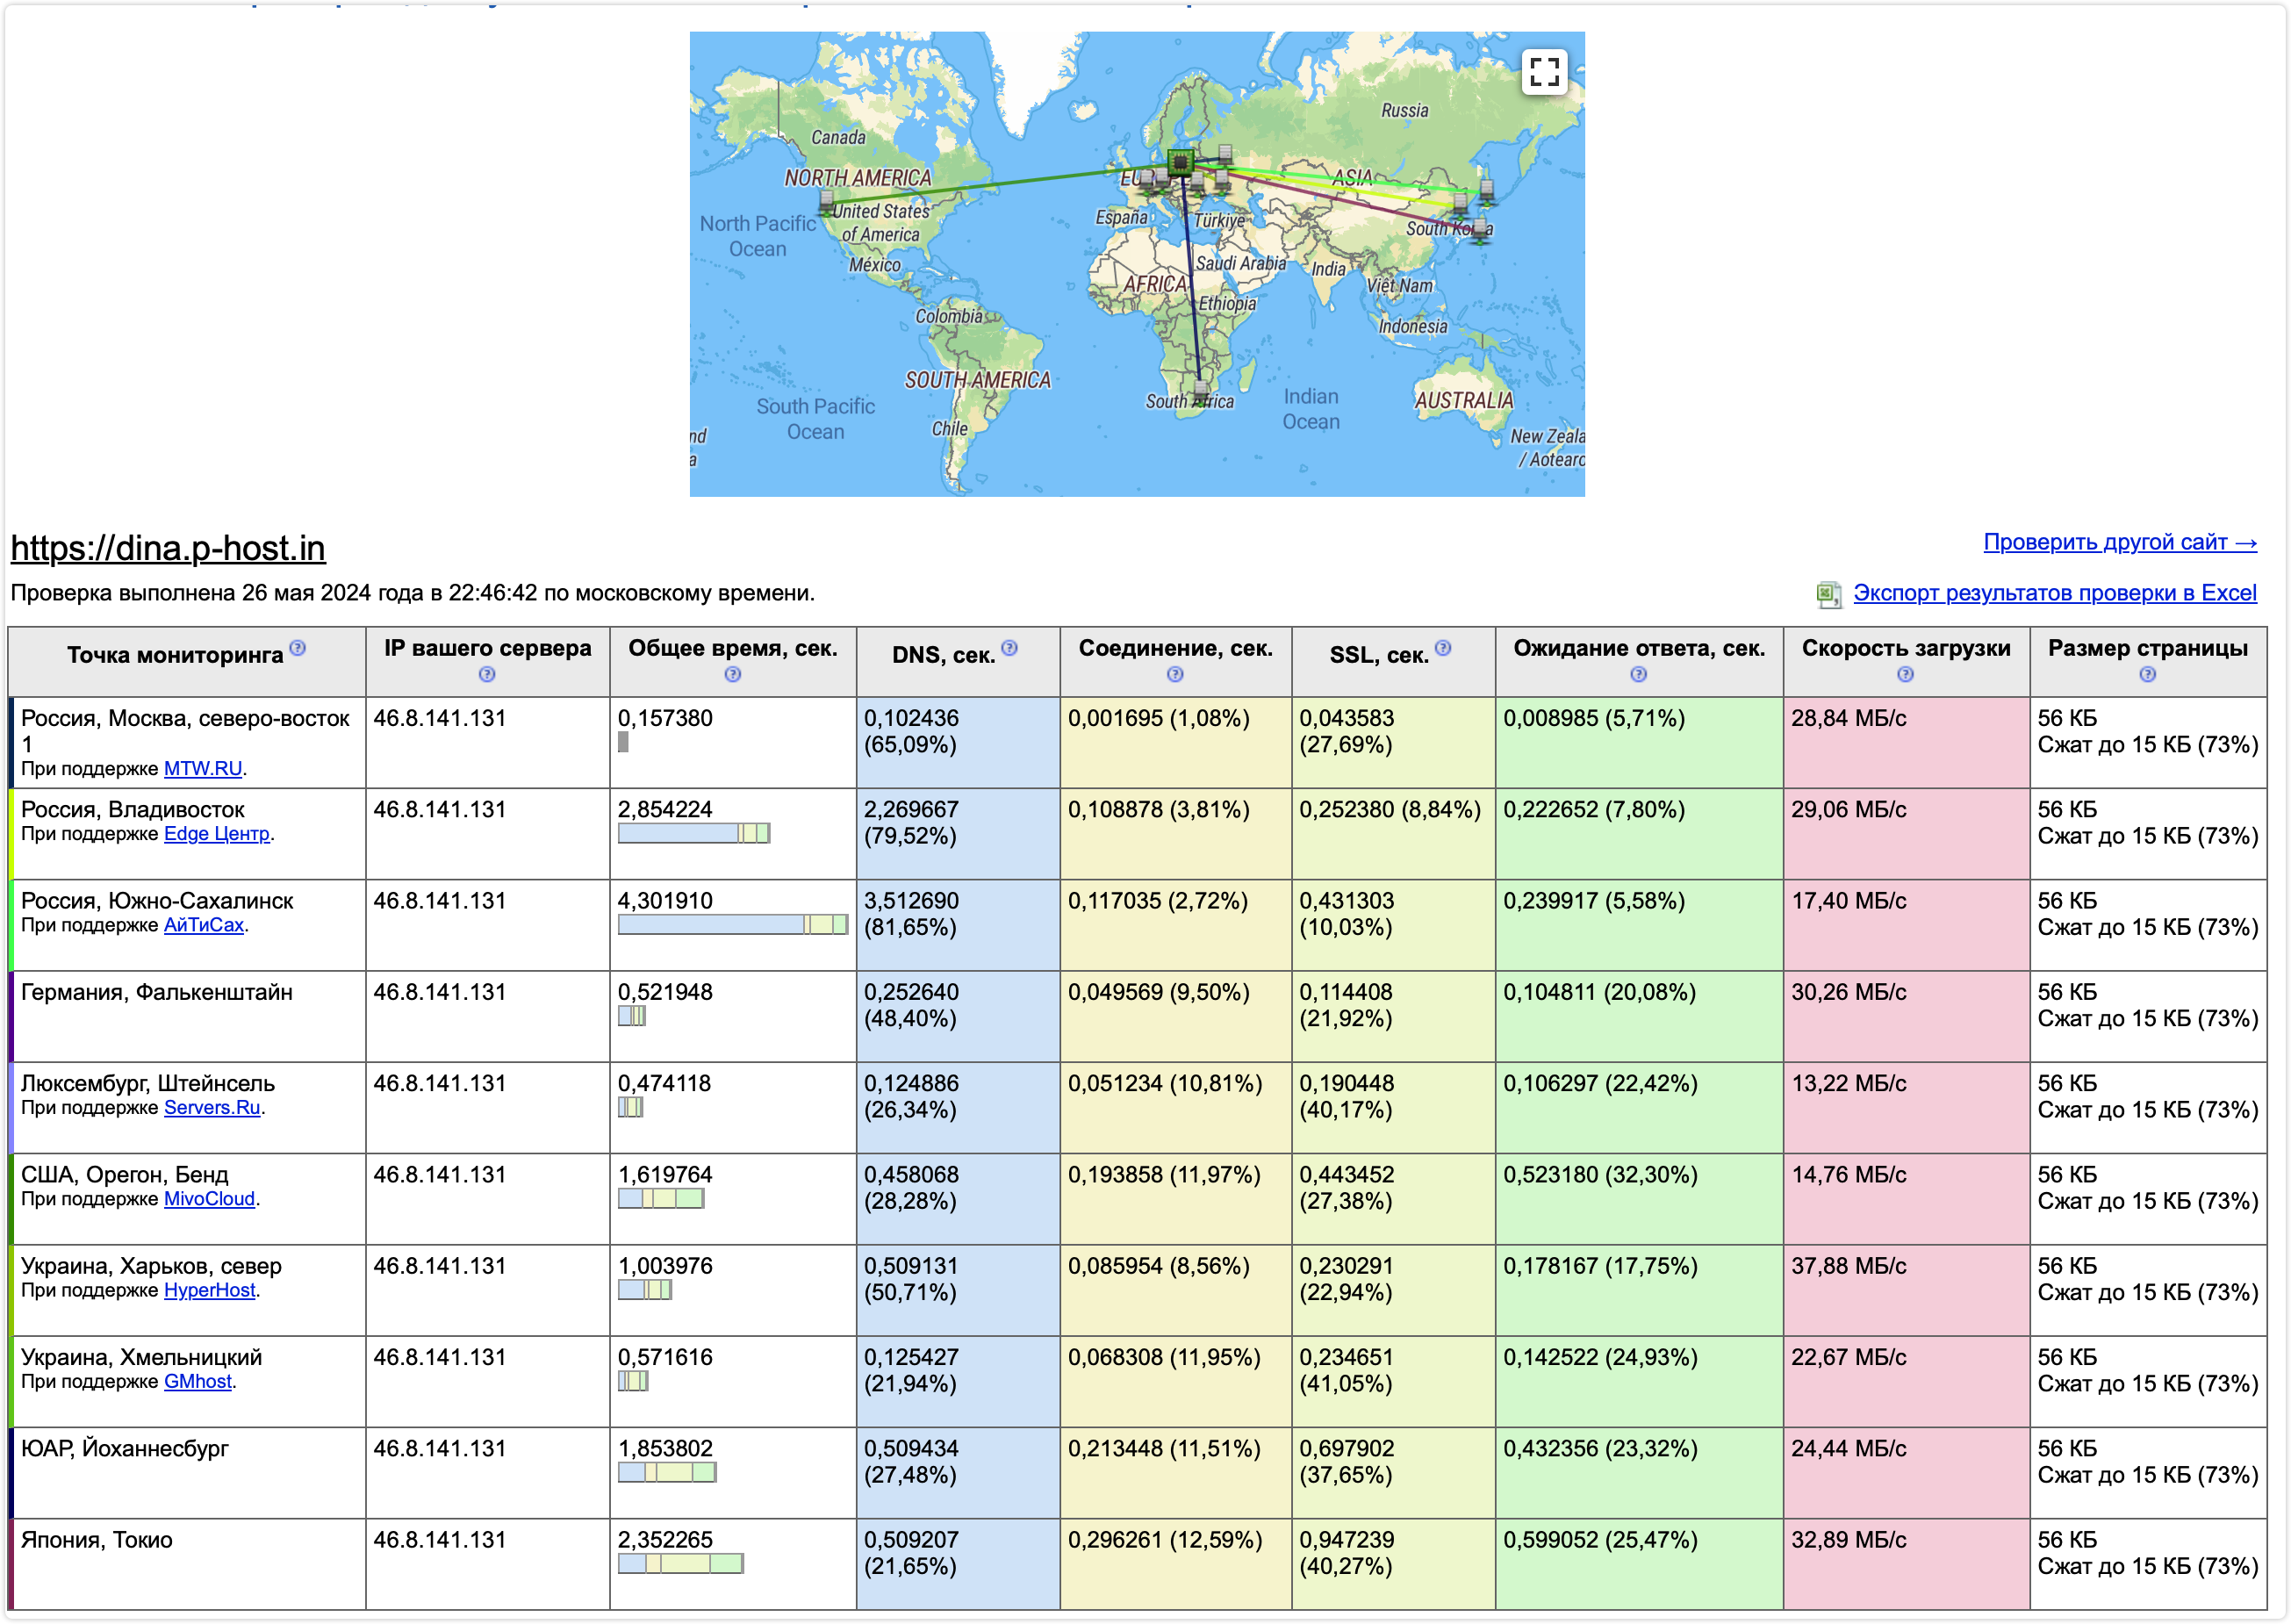 Canada
NORTH AMERICA
United States
of America
North Pacific
Ocean
México
Colombia
SOUTH AMERICA
South Pacific
Ocean
Chile
España
Türkiye
AFRICA
Saudi Arabia
Ethiopia
South Africa
Russia
ASIA
India
Việt Nam
Indonesia
Indian
Ocean
AUSTRALIA
New Zeala
/ Aotearo
nd
a
https://dina.p-host.in
Проверить другой сайт →
Проверка выполнена 26 мая 2024 года в 22:46:42 по московскому времени.
Экспорт результатов проверки в Excel
Точка мониторинга ? IP вашего сервера ? Общее время, сек. ? DNS, сек. ? Соединение, сек. ? SSL, сек. ? Ожидание ответа, сек. ? Скорость загрузки ? Размер страницы ?
Россия, Москва, северо-восток 46.8.141.131 0,157380 0,102436 0,001695 (1,08%) 0,043583 0,008985 (5,71%) 28,84 МБ/с 56 КБ
1 (65,09%) (27,69%) Сжат до 15 КБ (73%)
При поддержке MTW.RU.
Россия, Владивосток 46.8.141.131 2,854224 2,269667 0,108878 (3,81%) 0,252380 (8,84%) 0,222652 (7,80%) 29,06 МБ/с 56 КБ
При поддержке Edge Центр. (79,52%) Сжат до 15 КБ (73%)
Россия, Южно-Сахалинск 46.8.141.131 4,301910 3,512690 0,117035 (2,72%) 0,431303 0,239917 (5,58%) 17,40 МБ/с 56 КБ
При поддержке АйТиСах. (81,65%) (10,03%) Сжат до 15 КБ (73%)
Германия, Фалькенштайн 46.8.141.131 0,521948 0,252640 0,049569 (9,50%) 0,114408 0,104811 (20,08%) 30,26 МБ/с 56 КБ
(48,40%) (21,92%) Сжат до 15 КБ (73%)
Люксембург, Штейнсель 46.8.141.131 0,474118 0,124886 0,051234 (10,81%) 0,190448 0,106297 (22,42%) 13,22 МБ/с 56 КБ
При поддержке Servers.Ru. (26,34%) (40,17%) Сжат до 15 КБ (73%)
США, Орегон, Бенд 46.8.141.131 1,619764 0,458068 0,193858 (11,97%) 0,443452 0,523180 (32,30%) 14,76 МБ/с 56 КБ
При поддержке MivoCloud. (28,28%) (27,38%) Сжат до 15 КБ (73%)
Украина, Харьков, север 46.8.141.131 1,003976 0,509131 0,085954 (8,56%) 0,230291 0,178167 (17,75%) 37,88 МБ/с 56 КБ
При поддержке HyperHost. (50,71%) (22,94%) Сжат до 15 КБ (73%)
Украина, Хмельницкий 46.8.141.131 0,571616 0,125427 0,068308 (11,95%) 0,234651 0,142522 (24,93%) 22,67 МБ/с 56 КБ
При поддержке GMhost. (21,94%) (41,05%) Сжат до 15 КБ (73%)
ЮАР, Йоханнесбург 46.8.141.131 1,853802 0,509434 0,213448 (11,51%) 0,697902 0,432356 (23,32%) 24,44 МБ/с 56 КБ
(27,48%) (37,65%) Сжат до 15 КБ (73%)
Япония, Токио 46.8.141.131 2,352265 0,509207 0,296261 (12,59%) 0,947239 0,599052 (25,47%) 32,89 МБ/с 56 КБ
(21,65%) (40,27%) Сжат до 15 КБ (73%)